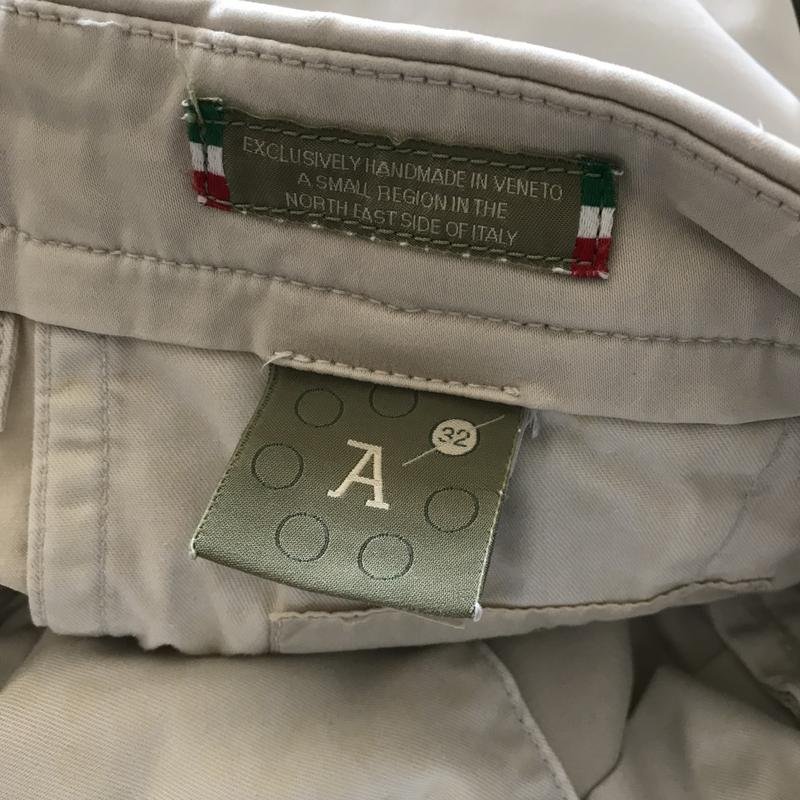 EXCLUSIVELY HANDMADE IN VENETO
A SMALL REGION IN THE
NORTH EAST SIDE OF ITALY
32
A